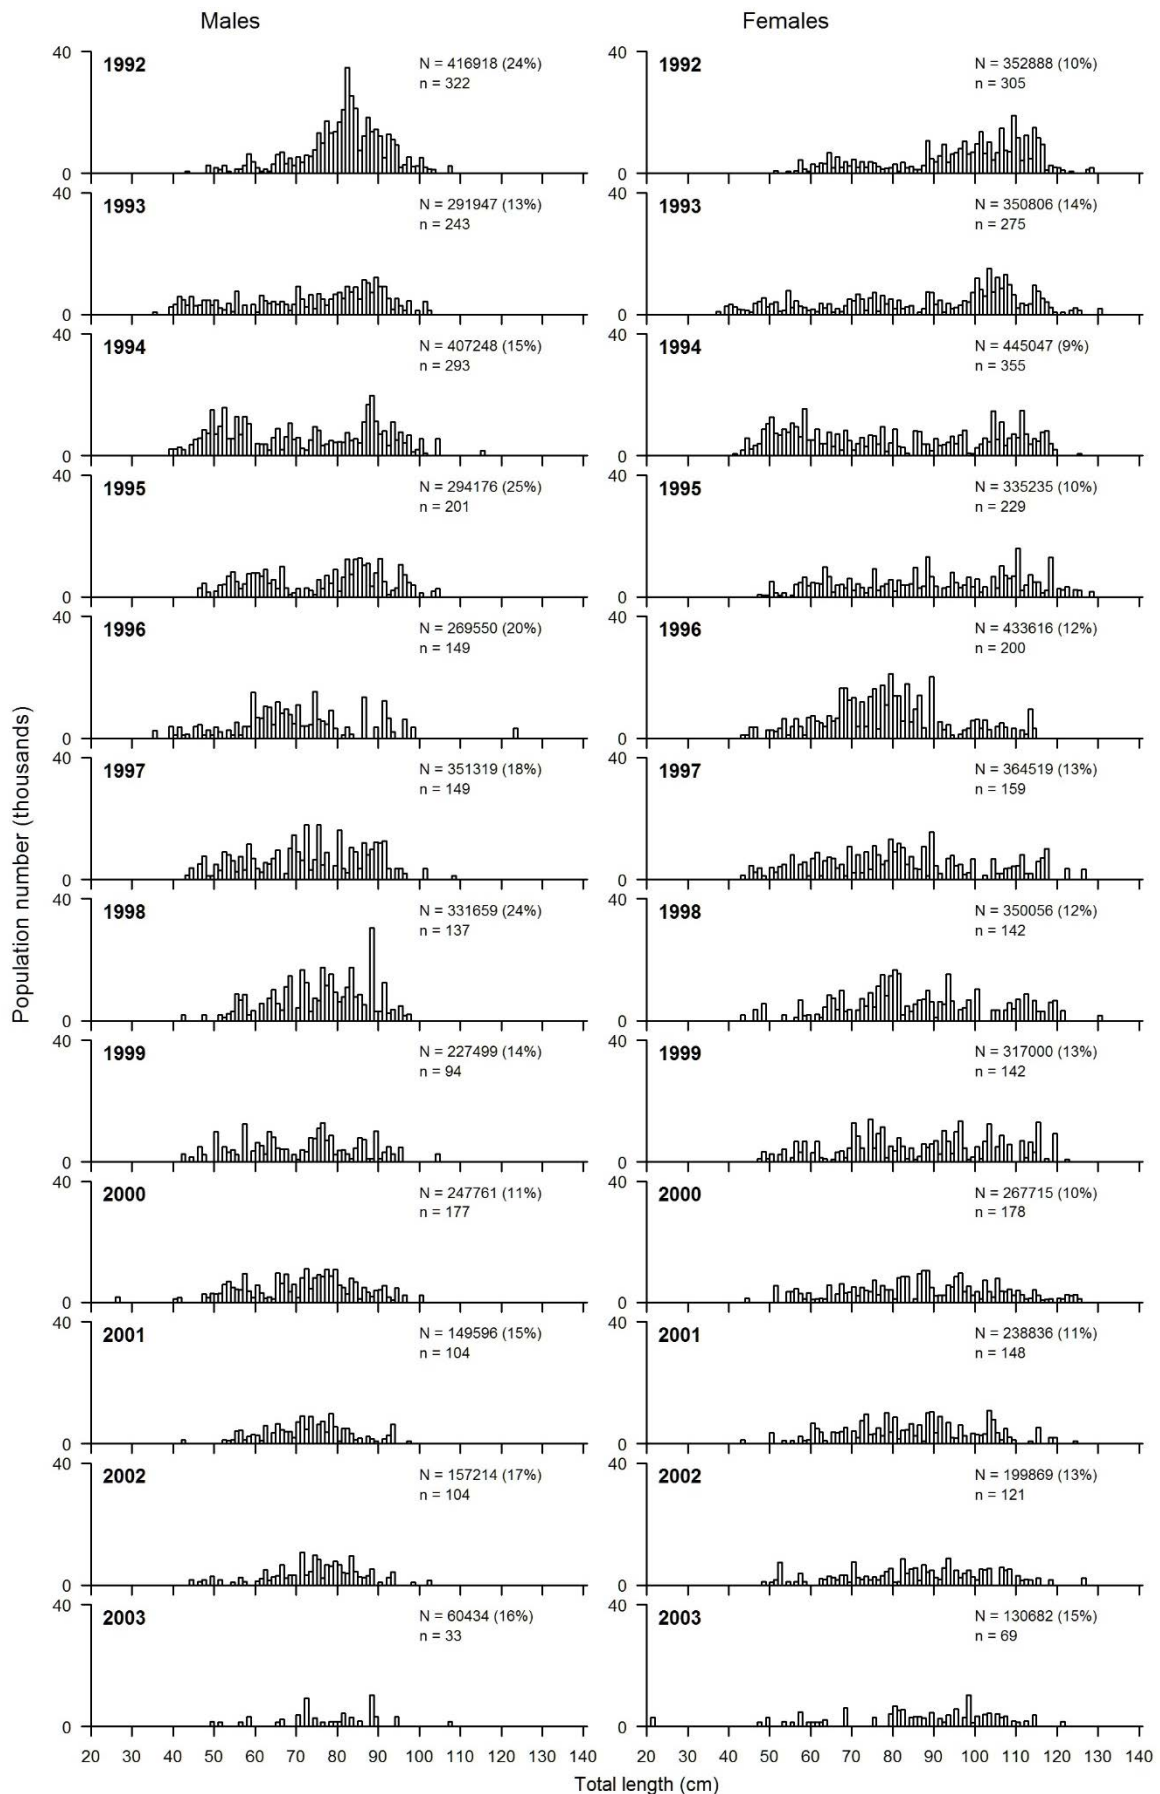 Males
Females
40
1992
N = 416918 (24%)
n = 322
0
1992
N = 352888 (10%)
n = 305
0
40
40
1993
N = 291947 (13%)
n = 243
0
40
1993
N = 350806 (14%)
n = 275
0
40
1994
N = 407248 (15%)
n = 293
0
40
1994
N = 445047 (9%)
n = 355
0
40
1995
N = 294176 (25%)
n = 201
0
40
1995
N = 335235 (10%)
n = 229
0
40
1996
N = 269550 (20%)
n = 149
0
40
1996
N = 433616 (12%)
n = 200
0
40
1997
N = 351319 (18%)
n = 149
0
40
1997
N = 364519 (13%)
n = 159
0
40
1998
N = 331659 (24%)
n = 137
0
40
1998
N = 350056 (12%)
n = 142
0
40
1999
N = 227499 (14%)
n = 94
0
40
1999
N = 317000 (13%)
n = 142
0
40
2000
N = 247761 (11%)
n = 177
0
40
2000
N = 267715 (10%)
n = 178
0
40
2001
N = 149596 (15%)
n = 104
0
40
2001
N = 238836 (11%)
n = 148
0
40
2002
N = 157214 (17%)
n = 104
0
40
2002
N = 199869 (13%)
n = 121
0
40
2003
N = 60434 (16%)
n = 33
0
40
2003
N = 130682 (15%)
n = 69
0
20 30 40 50 60 70 80 90 100 110 120 130 140
20 30 40 50 60 70 80 90 100 110 120 130 140
Total length (cm)
Population number (thousands)